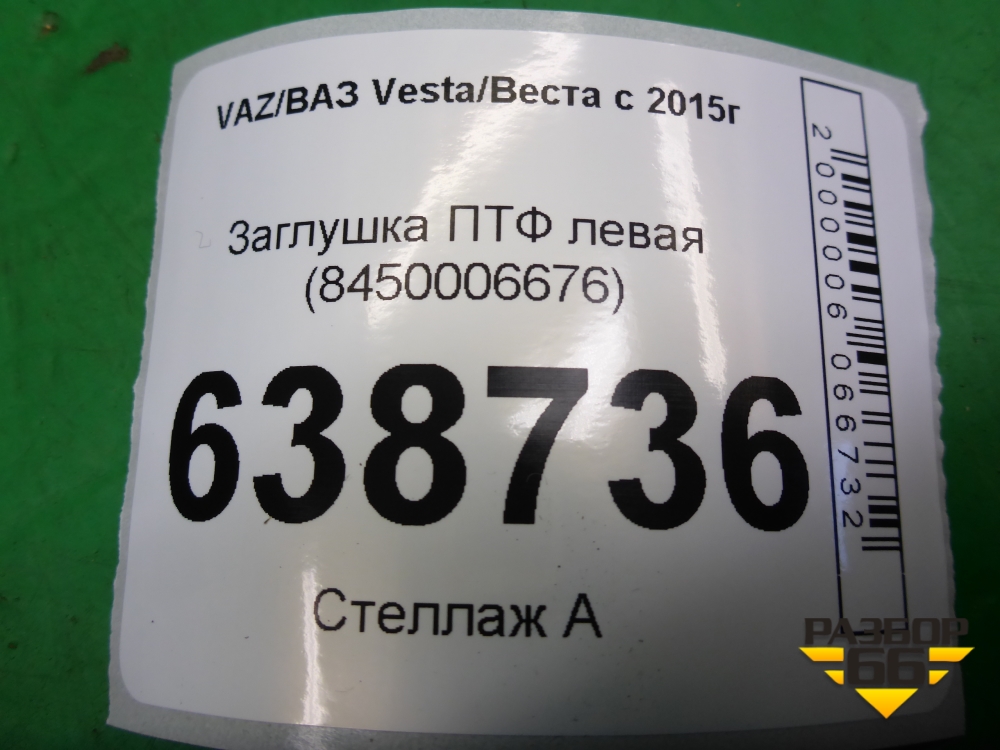 VAZ/ВАЗ Vesta/Веста с 2015г
Заглушка ПТФ левая
(8450006676)
638736
Стеллаж А
2000006066732
РАЗБОР
66